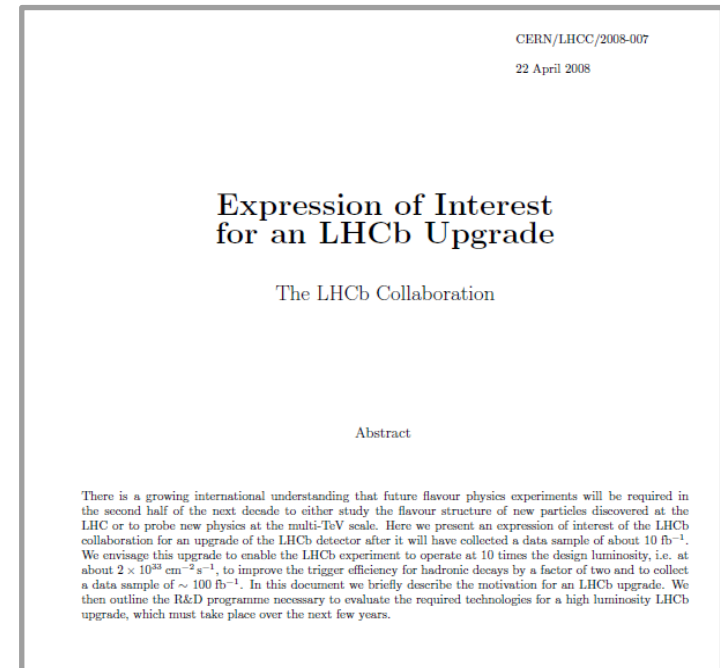 CERN/LHCC/2008-007
22 April 2008
Expression of Interest
for an LHCb Upgrade
The LHCb Collaboration
Abstract
There is a growing international understanding that future flavour physics experiments will be required in
the second half of the next decade to either study the flavour structure of new particles discovered at the
LHC or to probe new physics at the multi-TeV scale. Here we present an expression of interest of the LHCb
collaboration for an upgrade of the LHCb detector after it will have collected a data sample of about 10 fb⁻¹.
We envisage this upgrade to enable the LHCb experiment to operate at 10 times the design luminosity, i.e. at
about 2 × 10³³ cm⁻²s⁻¹, to improve the trigger efficiency for hadronic decays by a factor of two and to collect
a data sample of ∼ 100 fb⁻¹. In this document we briefly describe the motivation for an LHCb upgrade. We
then outline the R&D programme necessary to evaluate the required technologies for a high luminosity LHCb
upgrade, which must take place over the next few years.